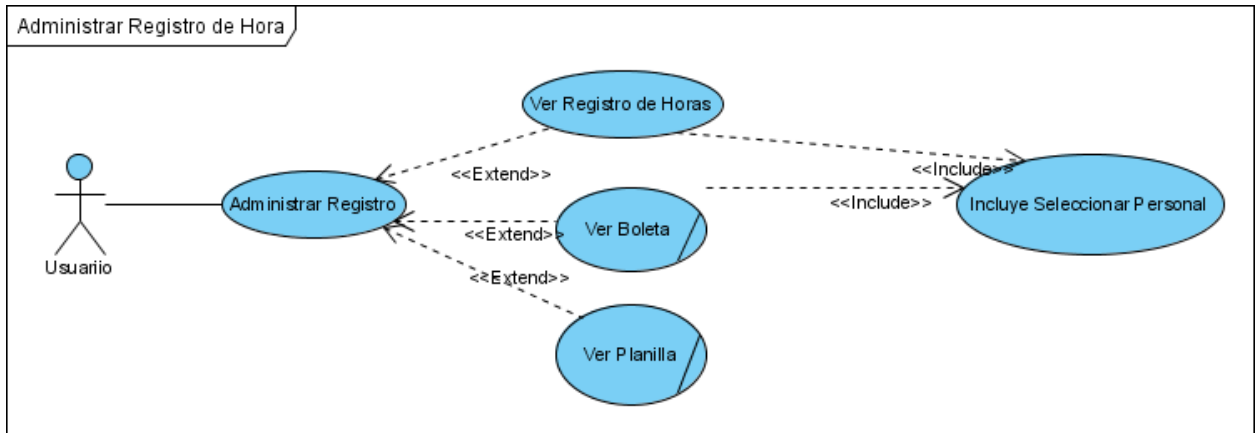 Administrar Registro de Hora
Ver Registro de Horas
<<Extend>>
<<Include>>
Administrar Registro
Ver Boleta
<<Include>>
Incluye Seleccionar Personal
<<Extend>>
Usuariio
<<Extend>>
Ver Planilla